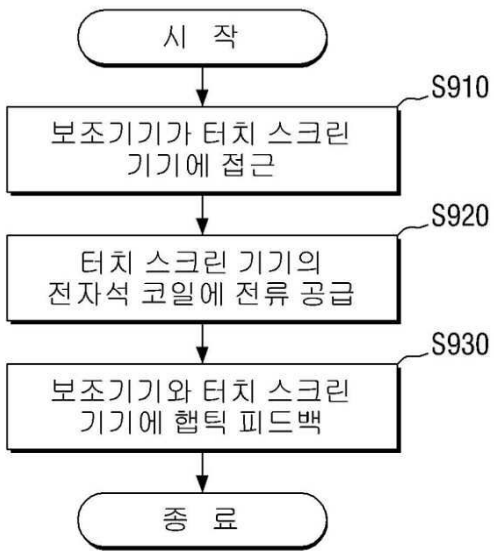 시 작
S910
보조기기가 터치 스크린
기기에 접근
S920
터치 스크린 기기의
전자석 코일에 전류 공급
S930
보조기기와 터치 스크린
기기에 햅틱 피드백
종 료